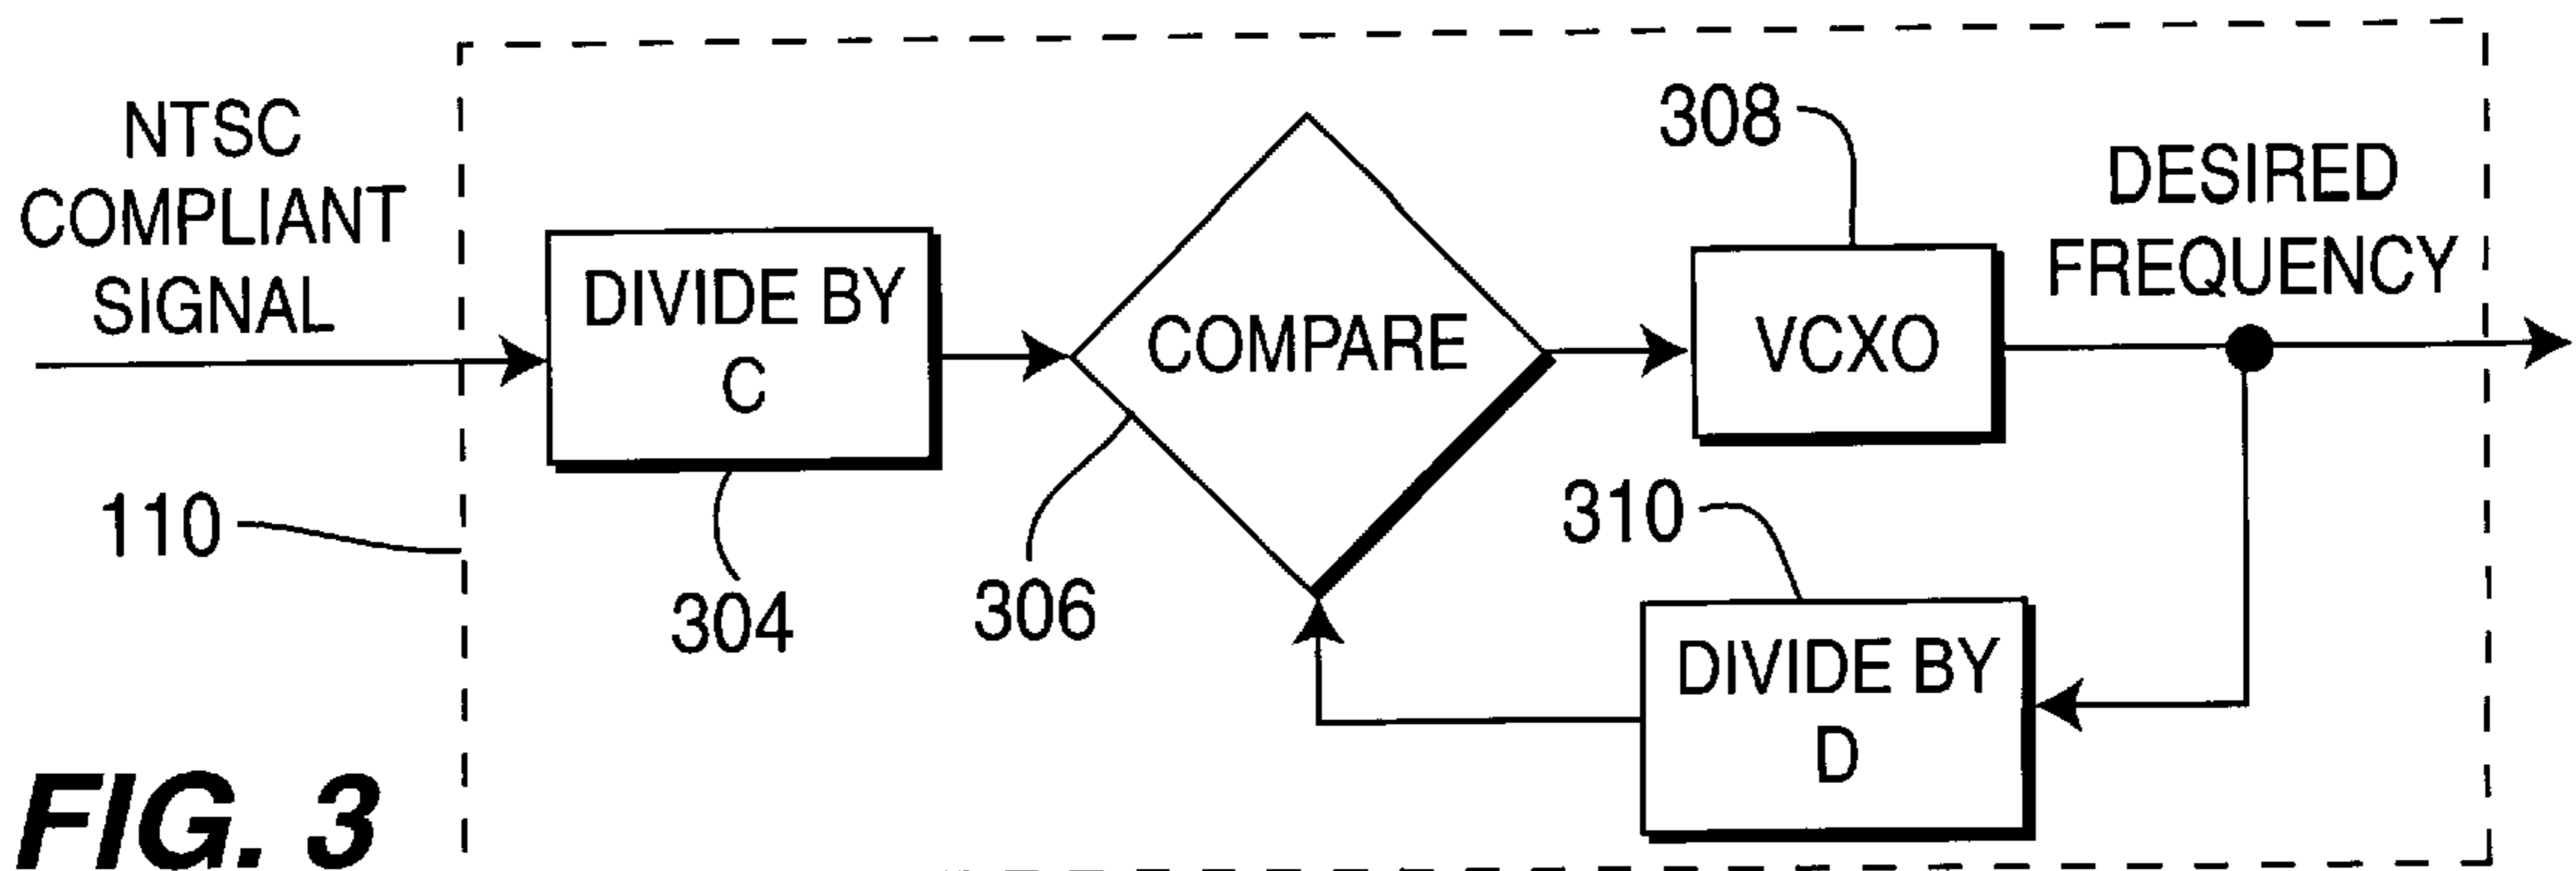 NTSC
COMPLIANT
SIGNAL
110
DIVIDE BY
C
304
COMPARE
306
308
VCXO
DESIRED
FREQUENCY
310
DIVIDE BY
D
FIG. 3